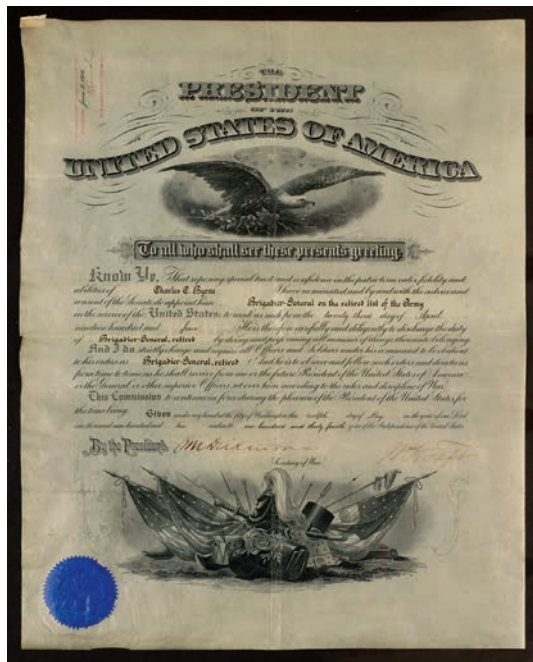 THE
PRESIDENT
OF THE
UNITED STATES OF AMERICA
To all who shall see these presents greeting:
Know Ye, That reposing special trust and confidence in the patriotism, valor, fidelity and
abilities of Charles C. Byrne I have nominated and by and with the advice and
consent of the Senate do appoint him Brigadier-General on the retired list of the Army
in the service of the United States: to rank as such from the twenty third day of April
nineteen hundred and four He is therefore carefully and diligently to discharge the duty
of Brigadier-General, retired by doing and performing all manner of things thereunto belonging
And I do strictly charge and require all Officers and Soldiers under his command to be obedient
to his orders as Brigadier-General, retired And he is to observe and follow such orders and directions
from time to time as he shall receive from me or the future President of the United States of America
or the General or other superior Officers set over him according to the rules and discipline of War
This Commission to continue in force during the pleasure of the President of the United States for
the time being
Given under my hand at the City of Washington this twelfth day of May in the year of our Lord
one thousand nine hundred and ten and in the one hundred and thirty fourth year of the Independence of the United States
By the President:
Secretary of War